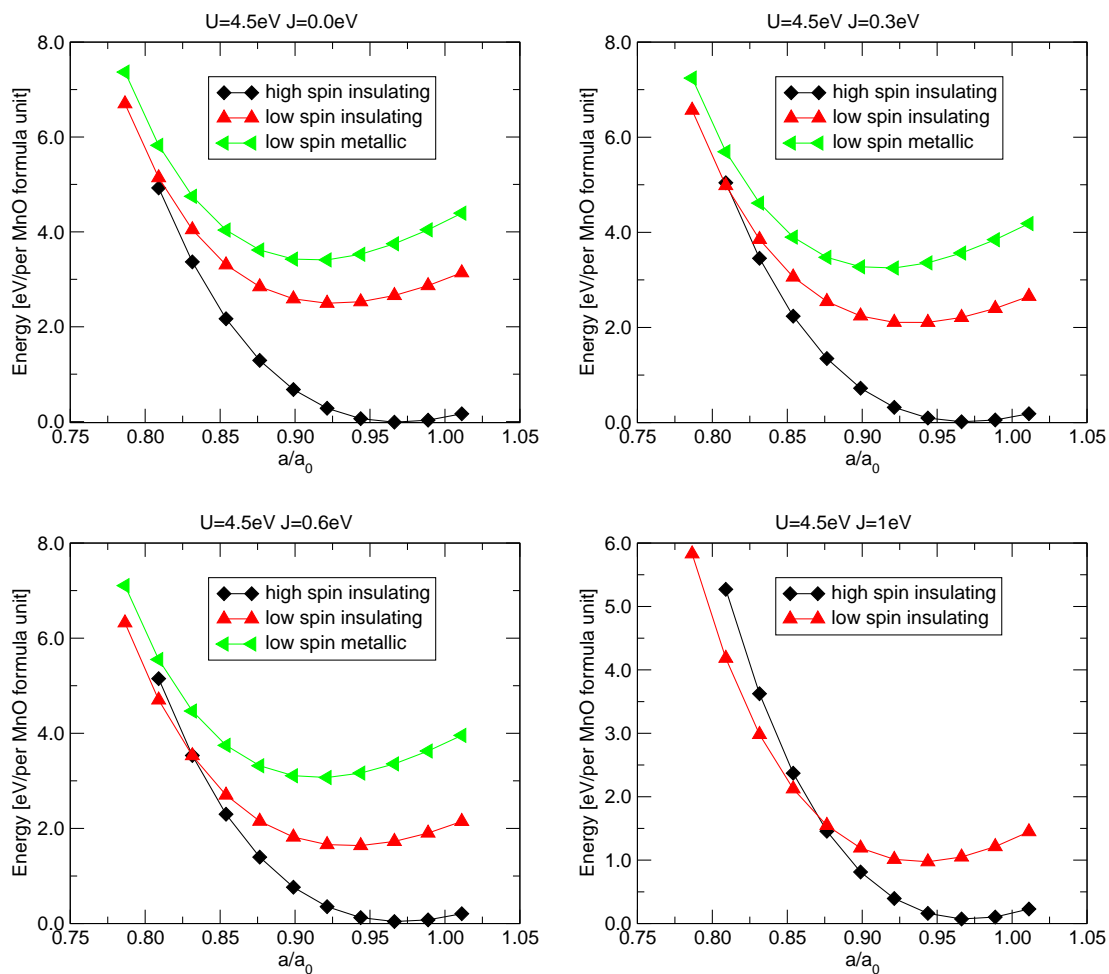 U=4.5eV J=0.0eV
8.0
6.0
4.0
2.0
0.0
Energy [eV/per MnO formula unit]
high spin insulating
low spin insulating
low spin metallic
0.75 0.80 0.85 0.90 0.95 1.00 1.05
a/a0
U=4.5eV J=0.3eV
8.0
6.0
4.0
2.0
0.0
Energy [eV/per MnO formula unit]
high spin insulating
low spin insulating
low spin metallic
0.75 0.80 0.85 0.90 0.95 1.00 1.05
a/a0
U=4.5eV J=0.6eV
8.0
6.0
4.0
2.0
0.0
Energy [eV/per MnO formula unit]
high spin insulating
low spin insulating
low spin metallic
0.75 0.80 0.85 0.90 0.95 1.00 1.05
a/a0
U=4.5eV J=1eV
6.0
5.0
4.0
3.0
2.0
1.0
0.0
Energy [eV/per MnO formula unit]
high spin insulating
low spin insulating
0.75 0.80 0.85 0.90 0.95 1.00 1.05
a/a0